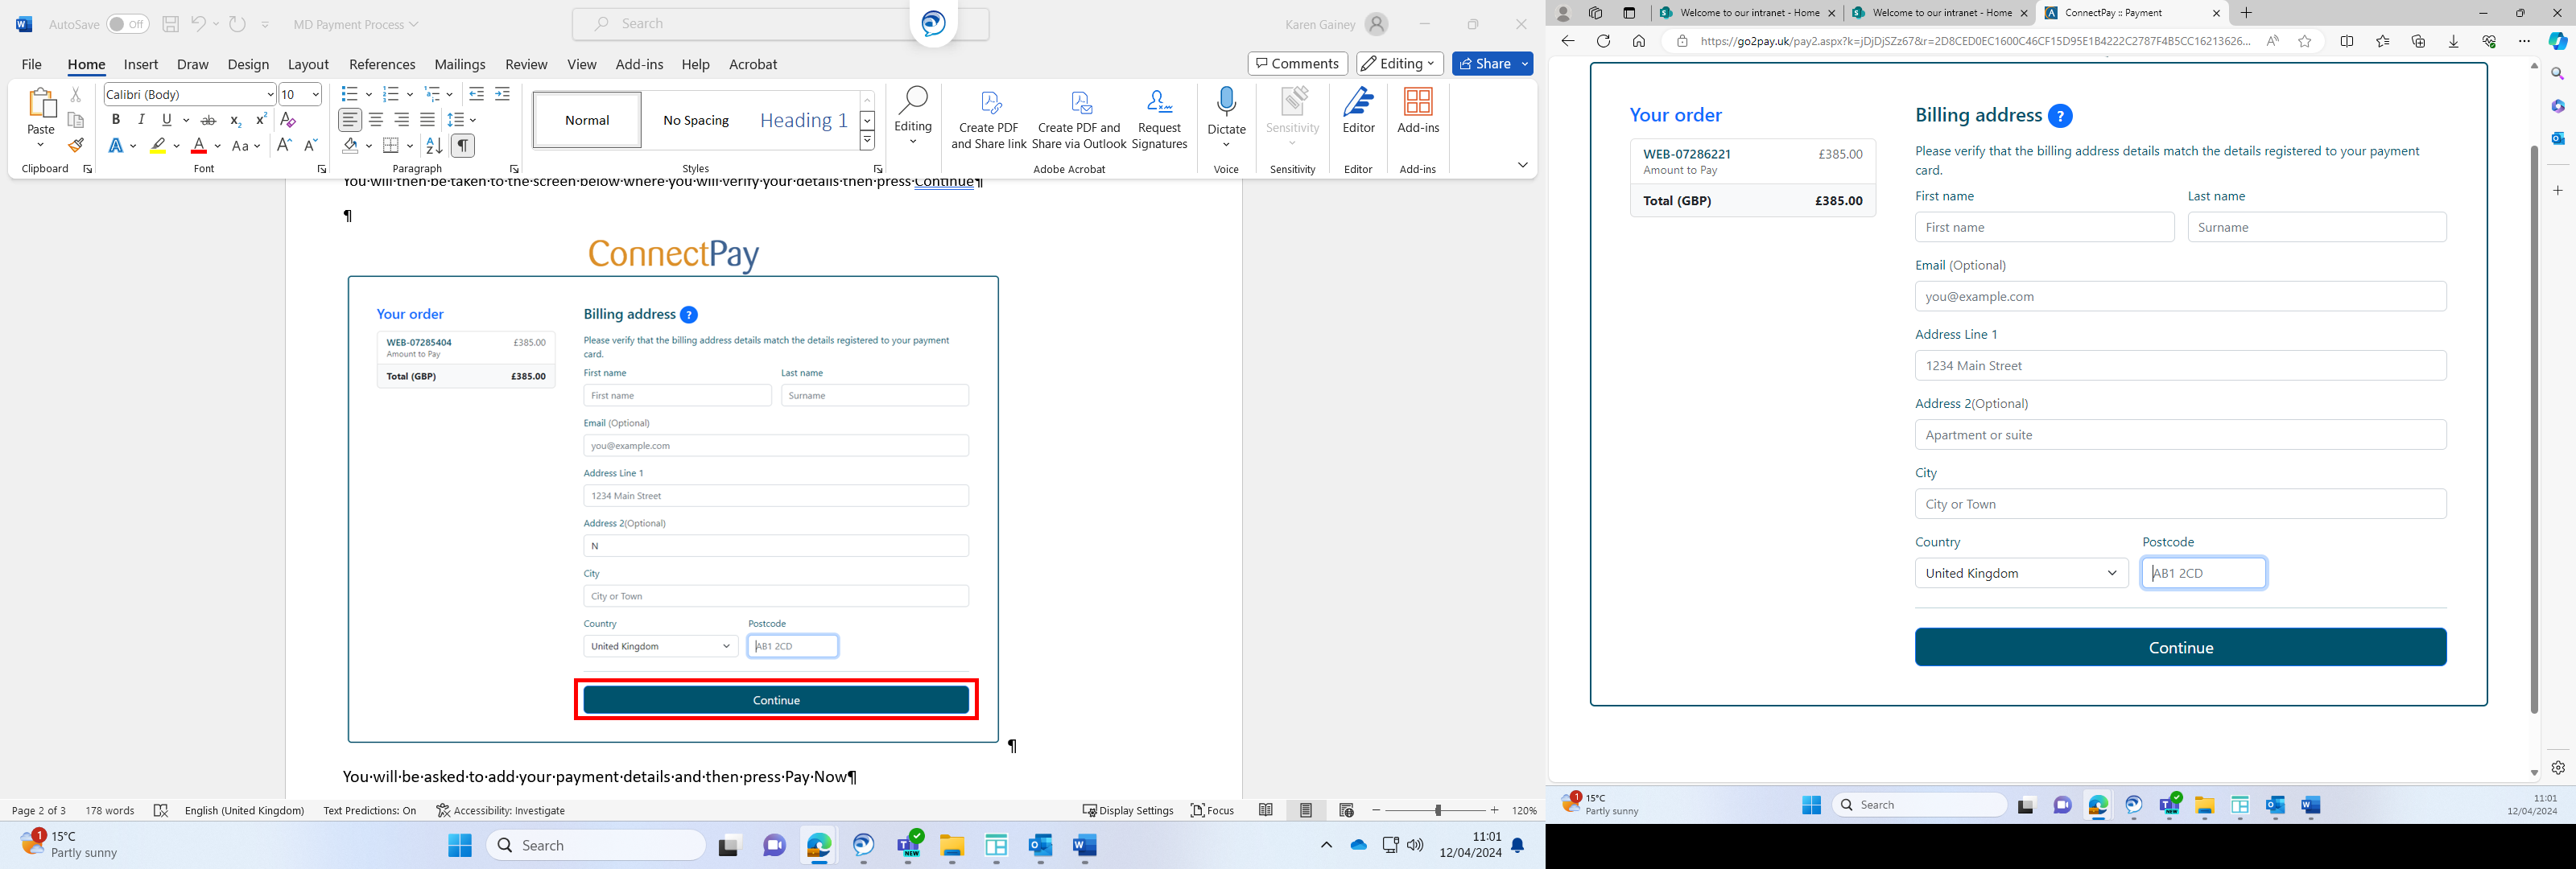 AutoSave Off
MD Payment Process
Search
Karen Gainey
File Home Insert Draw Design Layout References Mailings Review View Add-ins Help Acrobat
Comments Editing Share
Paste
Clipboard
Calibri (Body) 10
B I U ab x₂ x²
A A Aa A A
Font
Paragraph
Normal No Spacing Heading 1
Styles
Editing
Create PDF and Share link
Create PDF and Share via Outlook
Request Signatures
Adobe Acrobat
Dictate
Voice
Sensitivity
Sensitivity
Editor
Editor
Add-ins
Add-ins
You·will·then·be·taken·to·the·screen·below·where·you·will·verify·your·details·then·press·Continue¶
¶
ConnectPay
Your order
WEB-07285404 £385.00
Amount to Pay
Total (GBP) £385.00
Billing address ?
Please verify that the billing address details match the details registered to your payment
card.
First name Last name
First name Surname
Email (Optional)
you@example.com
Address Line 1
1234 Main Street
Address 2(Optional)
N
City
City or Town
Country Postcode
United Kingdom AB1 2CD
Continue
¶
You·will·be·asked·to·add·your·payment·details·and·then·press·Pay·Now¶
Page 2 of 3 178 words English (United Kingdom) Text Predictions: On Accessibility: Investigate
Display Settings Focus 120%
1 15°C
Partly sunny
Search
NEW
11:01
12/04/2024
Welcome to our intranet - Home
Welcome to our intranet - Home
ConnectPay :: Payment
https://go2pay.uk/pay2.aspx?k=jDjDjSZz67&r=2D8CED0EC1600C46CF15D95E1B4222C2787F4B5CC16213626...
Your order
WEB-07286221 £385.00
Amount to Pay
Total (GBP) £385.00
Billing address ?
Please verify that the billing address details match the details registered to your payment
card.
First name Last name
First name Surname
Email (Optional)
you@example.com
Address Line 1
1234 Main Street
Address 2(Optional)
Apartment or suite
City
City or Town
Country Postcode
United Kingdom AB1 2CD
Continue
1 15°C
Partly sunny
Search
NEW
11:01
12/04/2024